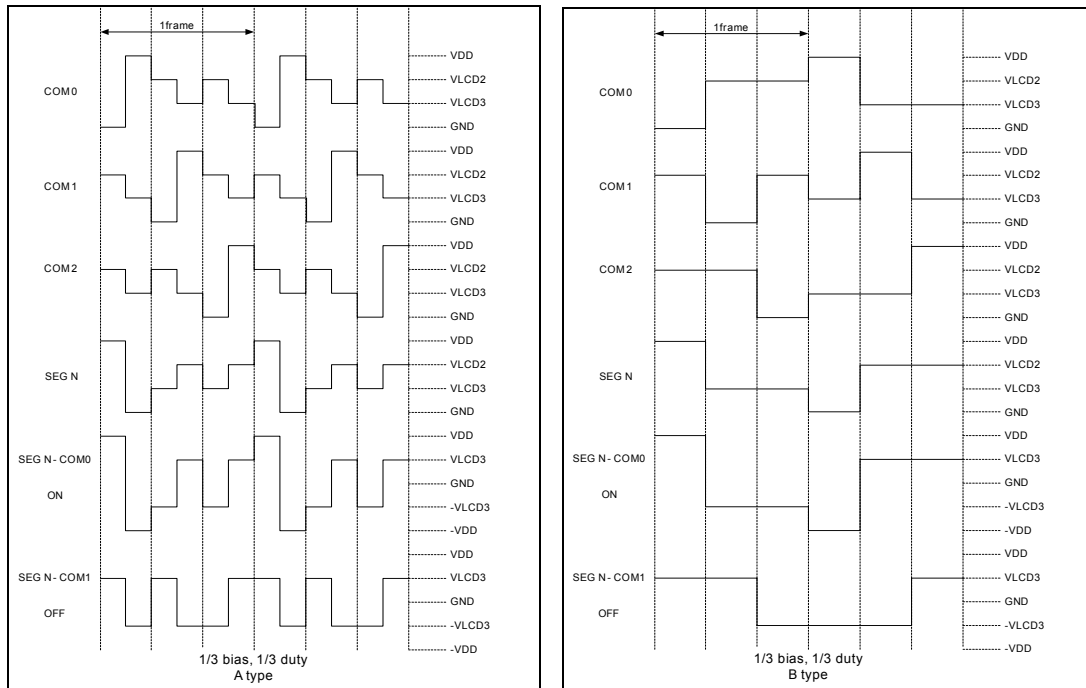 1frame
COM0
VDD
VLCD2
VLCD3
GND
COM1
VDD
VLCD2
VLCD3
GND
COM2
VDD
VLCD2
VLCD3
GND
SEG N
VDD
VLCD2
VLCD3
GND
SEG N - COM0
ON
VDD
VLCD3
GND
-VLCD3
-VDD
SEG N - COM1
OFF
VDD
VLCD3
GND
-VLCD3
-VDD
1/3 bias, 1/3 duty
A type
1frame
COM0
VDD
VLCD2
VLCD3
GND
COM1
VDD
VLCD2
VLCD3
GND
COM2
VDD
VLCD2
VLCD3
GND
SEG N
VDD
VLCD2
VLCD3
GND
SEG N - COM0
ON
VDD
VLCD3
GND
-VLCD3
-VDD
SEG N - COM1
OFF
VDD
VLCD3
GND
-VLCD3
-VDD
1/3 bias, 1/3 duty
B type